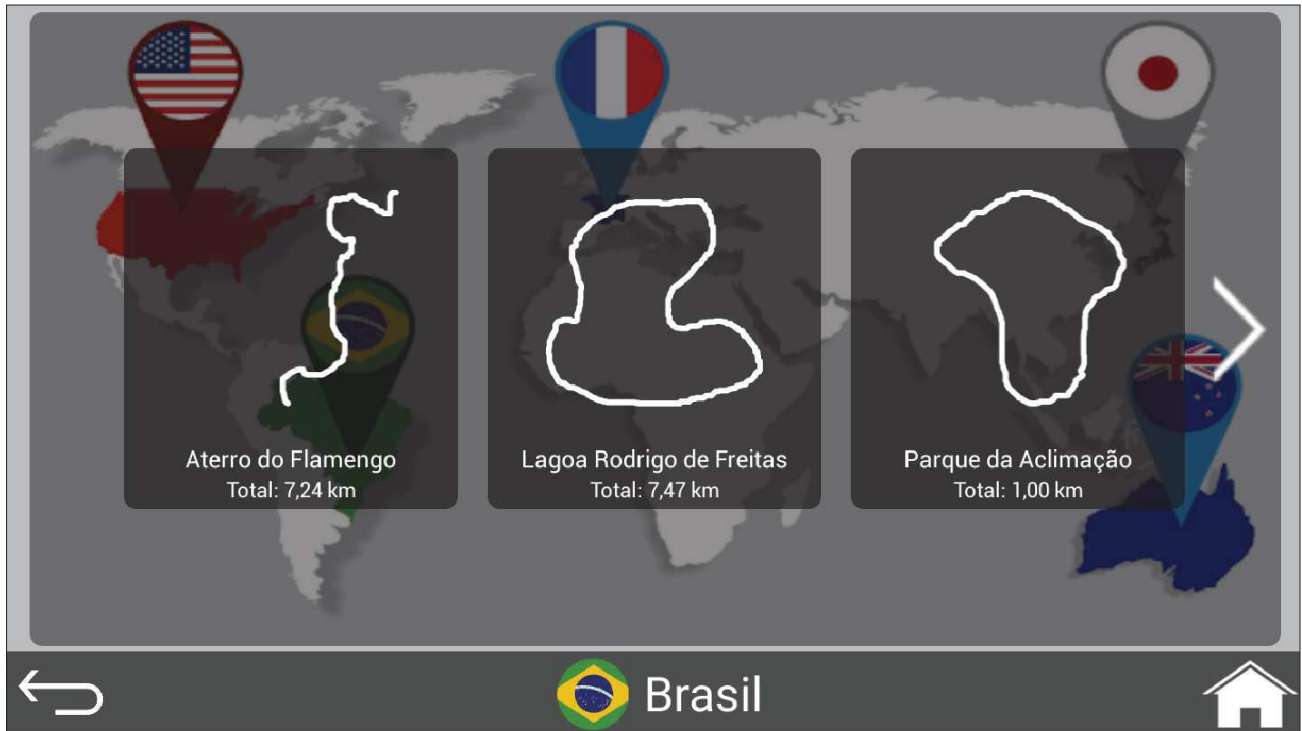 Aterro do Flamengo
Total: 7,24 km
Lagoa Rodrigo de Freitas
Total: 7,47 km
Parque da Aclimação
Total: 1,00 km
Brasil